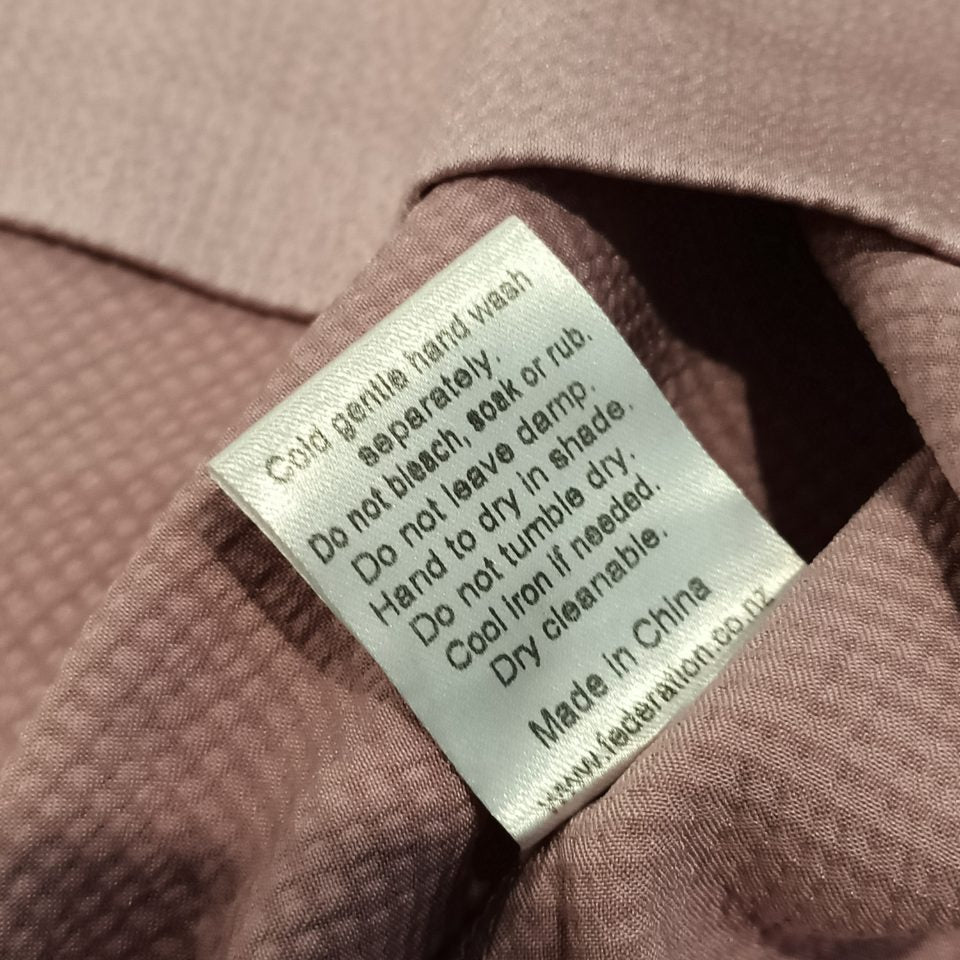 Cold gentle hand wash
separately.
Do not bleach, soak or rub.
Do not leave damp.
Hand to dry in shade.
Do not tumble dry.
Cool iron if needed.
Dry cleanable.
Made in China
www.federation.co.nz